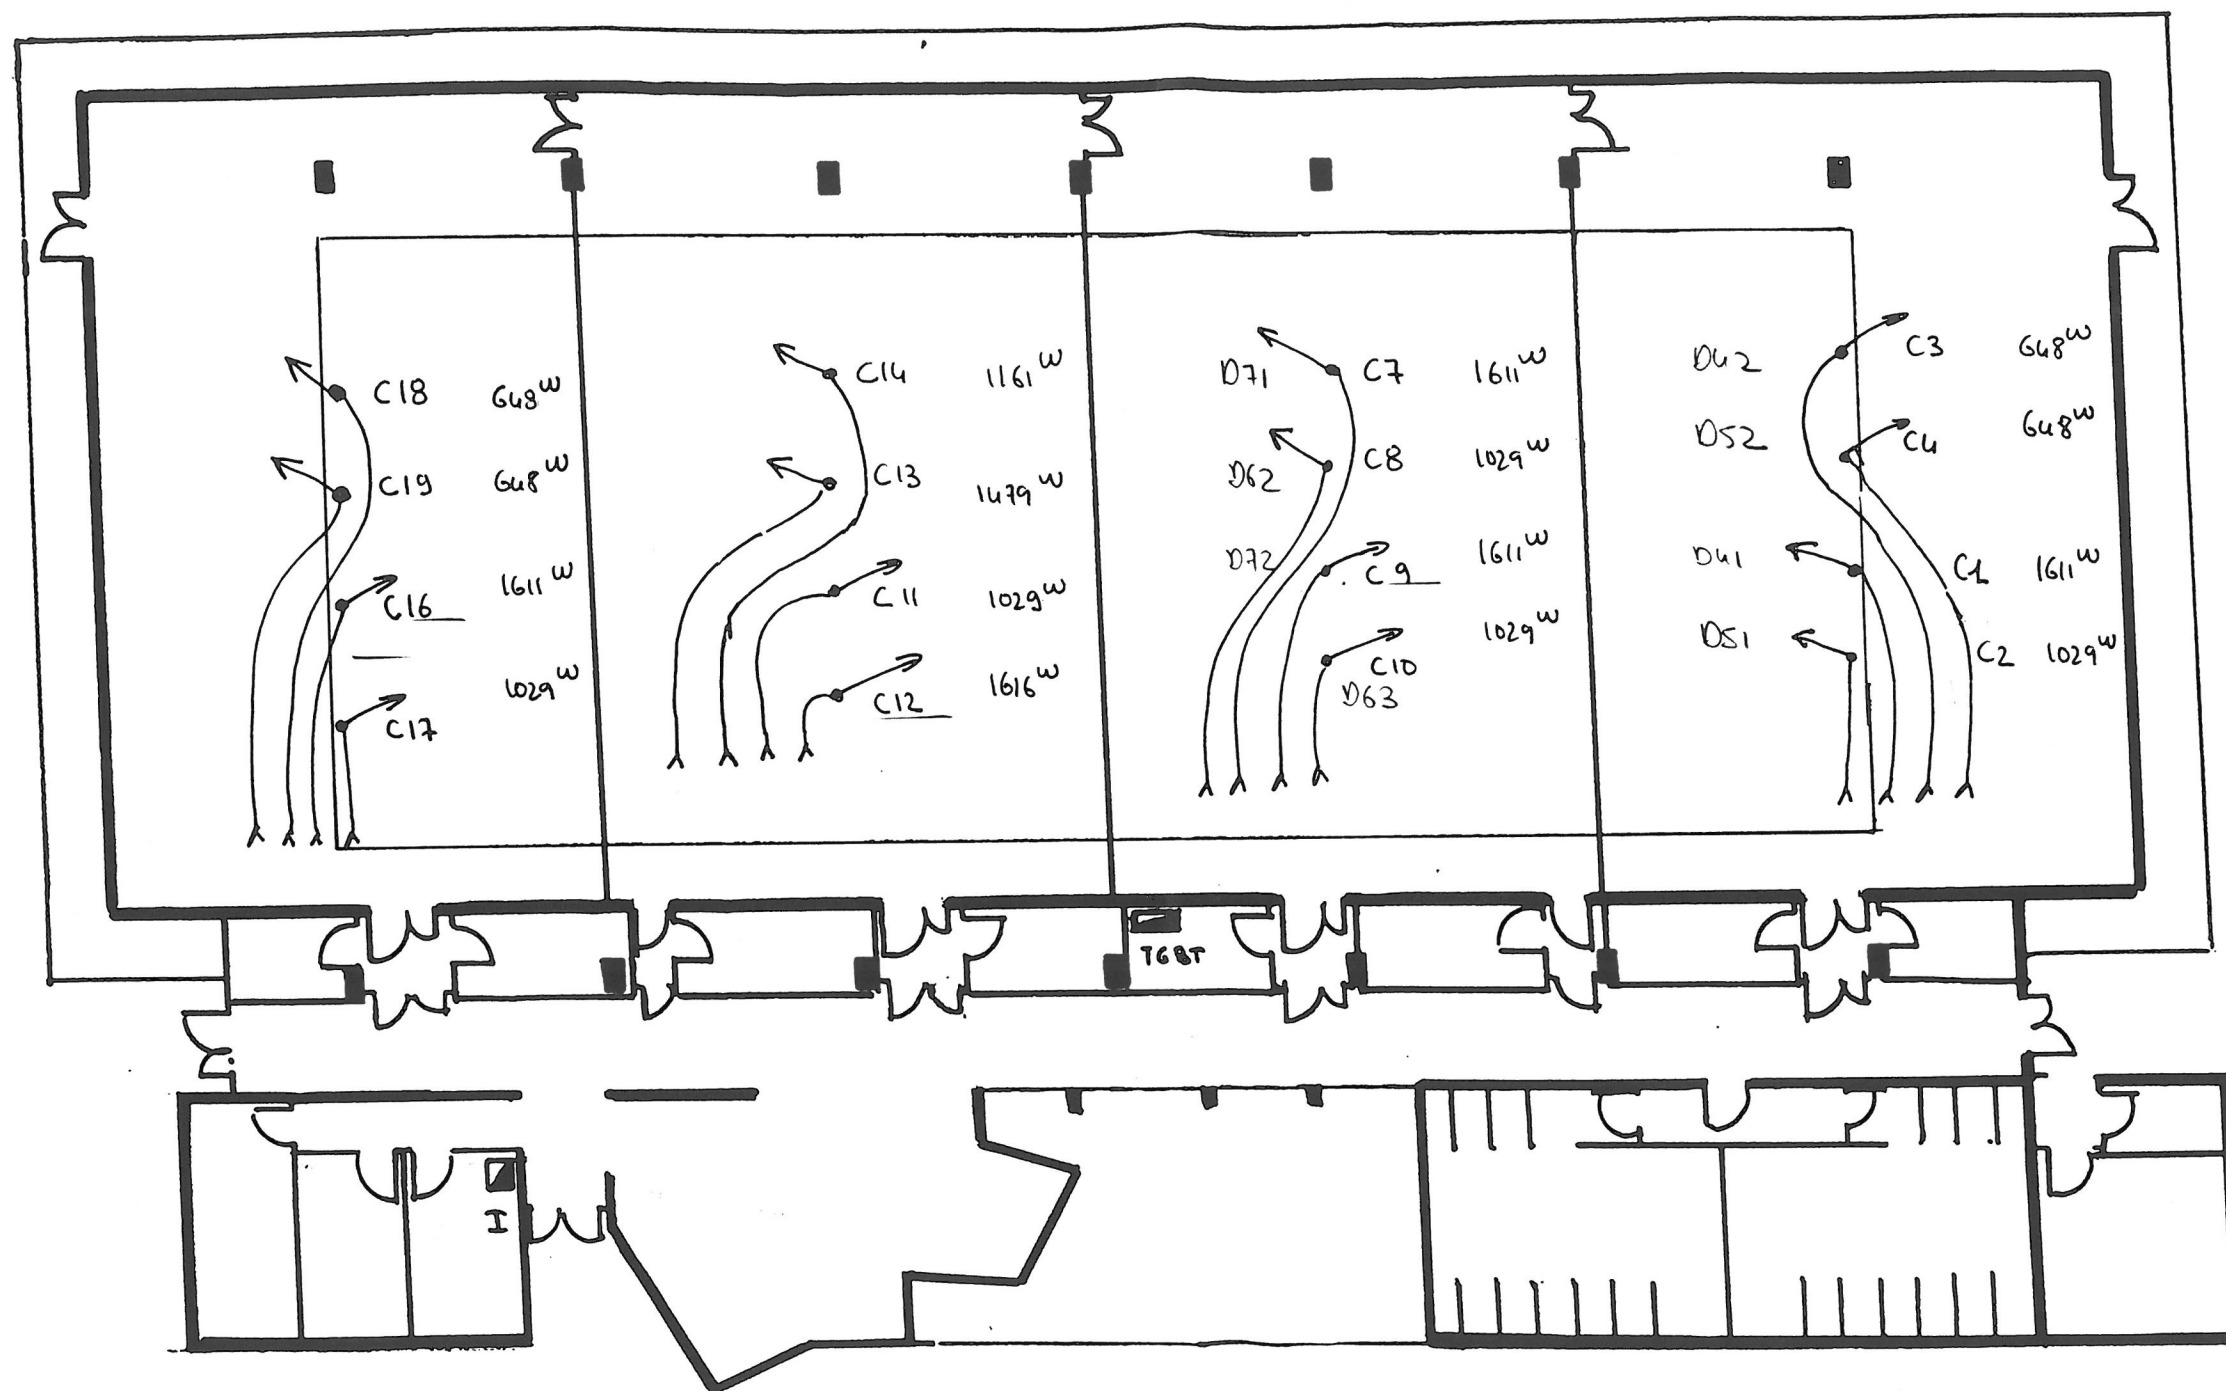 C18 648W
C19 648W
C16 1611W
1029W
C17
C14 1161W
C13 1479W
C11 1029W
C12 1616W
D71 C7 1611W
D62 C8 1029W
D72 C9 1611W
1029W
C10
D63
D42 C3 648W
D52 C4 648W
D41 C1 1611W
D51 C2 1029W
TGBT
I